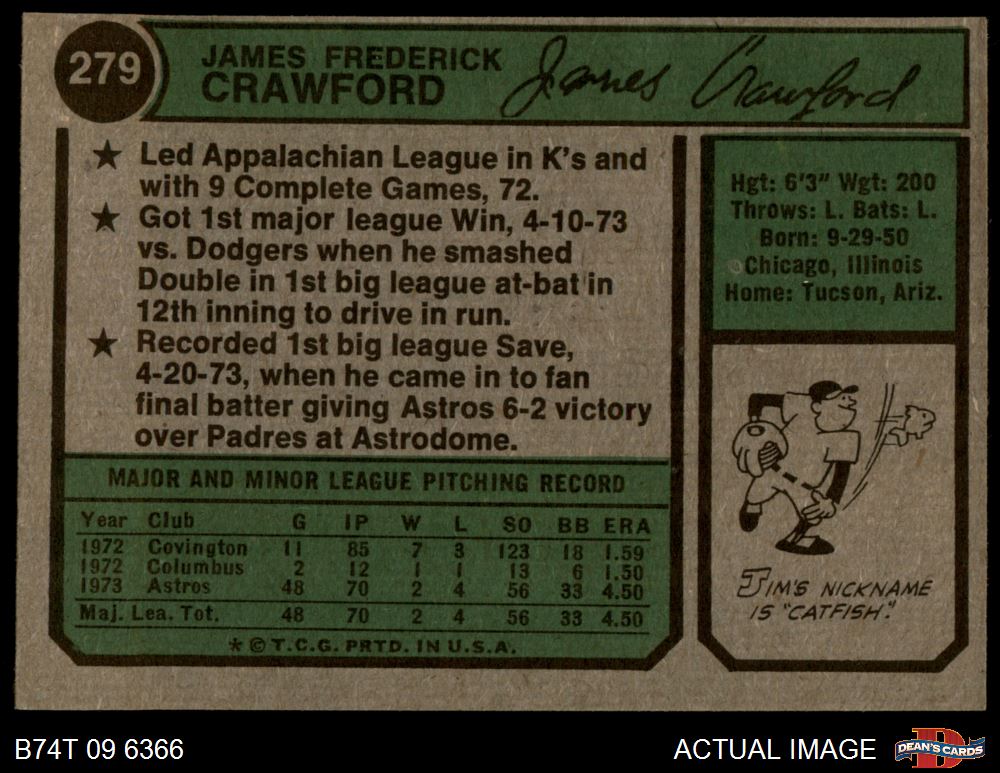 279
JAMES FREDERICK
CRAWFORD
James Crawford
★ Led Appalachian League in K's and
with 9 Complete Games, 72.
★ Got 1st major league Win, 4-10-73
vs. Dodgers when he smashed
Double in 1st big league at-bat in
12th inning to drive in run.
★ Recorded 1st big league Save,
4-20-73, when he came in to fan
final batter giving Astros 6-2 victory
over Padres at Astrodome.
Hgt: 6'3" Wgt: 200
Throws: L. Bats: L.
Born: 9-29-50
Chicago, Illinois
Home: Tucson, Ariz.
JIM'S NICKNAME
IS "CATFISH."
MAJOR AND MINOR LEAGUE PITCHING RECORD
Year Club G IP W L SO BB ERA
1972 Covington 11 85 7 3 123 18 1.59
1972 Columbus 2 12 1 1 13 6 1.50
1973 Astros 48 70 2 4 56 33 4.50
Maj. Lea. Tot. 48 70 2 4 56 33 4.50
* © T.C.G. PRTD. IN U.S.A.
B74T 09 6366
ACTUAL IMAGE
D
DEAN'S CARDS